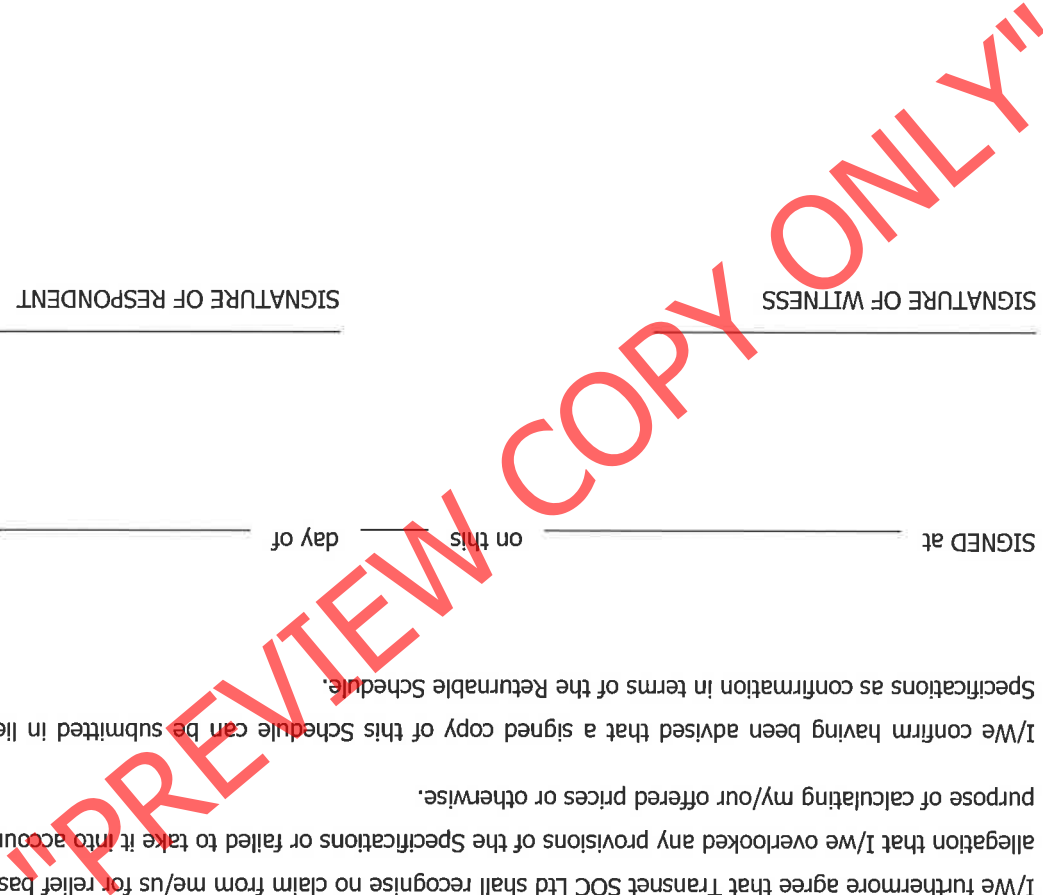 I/We furthermore agree that Transnet SOC Ltd shall recognise no claim from me/us for relief bas
allegation that I/we overlooked any provisions of the Specifications or failed to take it into accoun
purpose of calculating my/our offered prices or otherwise.
I/We confirm having been advised that a signed copy of this Schedule can be submitted in lie
Specifications as confirmation in terms of the Returnable Schedule.
SIGNED at on this day of
SIGNATURE OF WITNESS SIGNATURE OF RESPONDENT
"PREVIEW COPY ONLY"